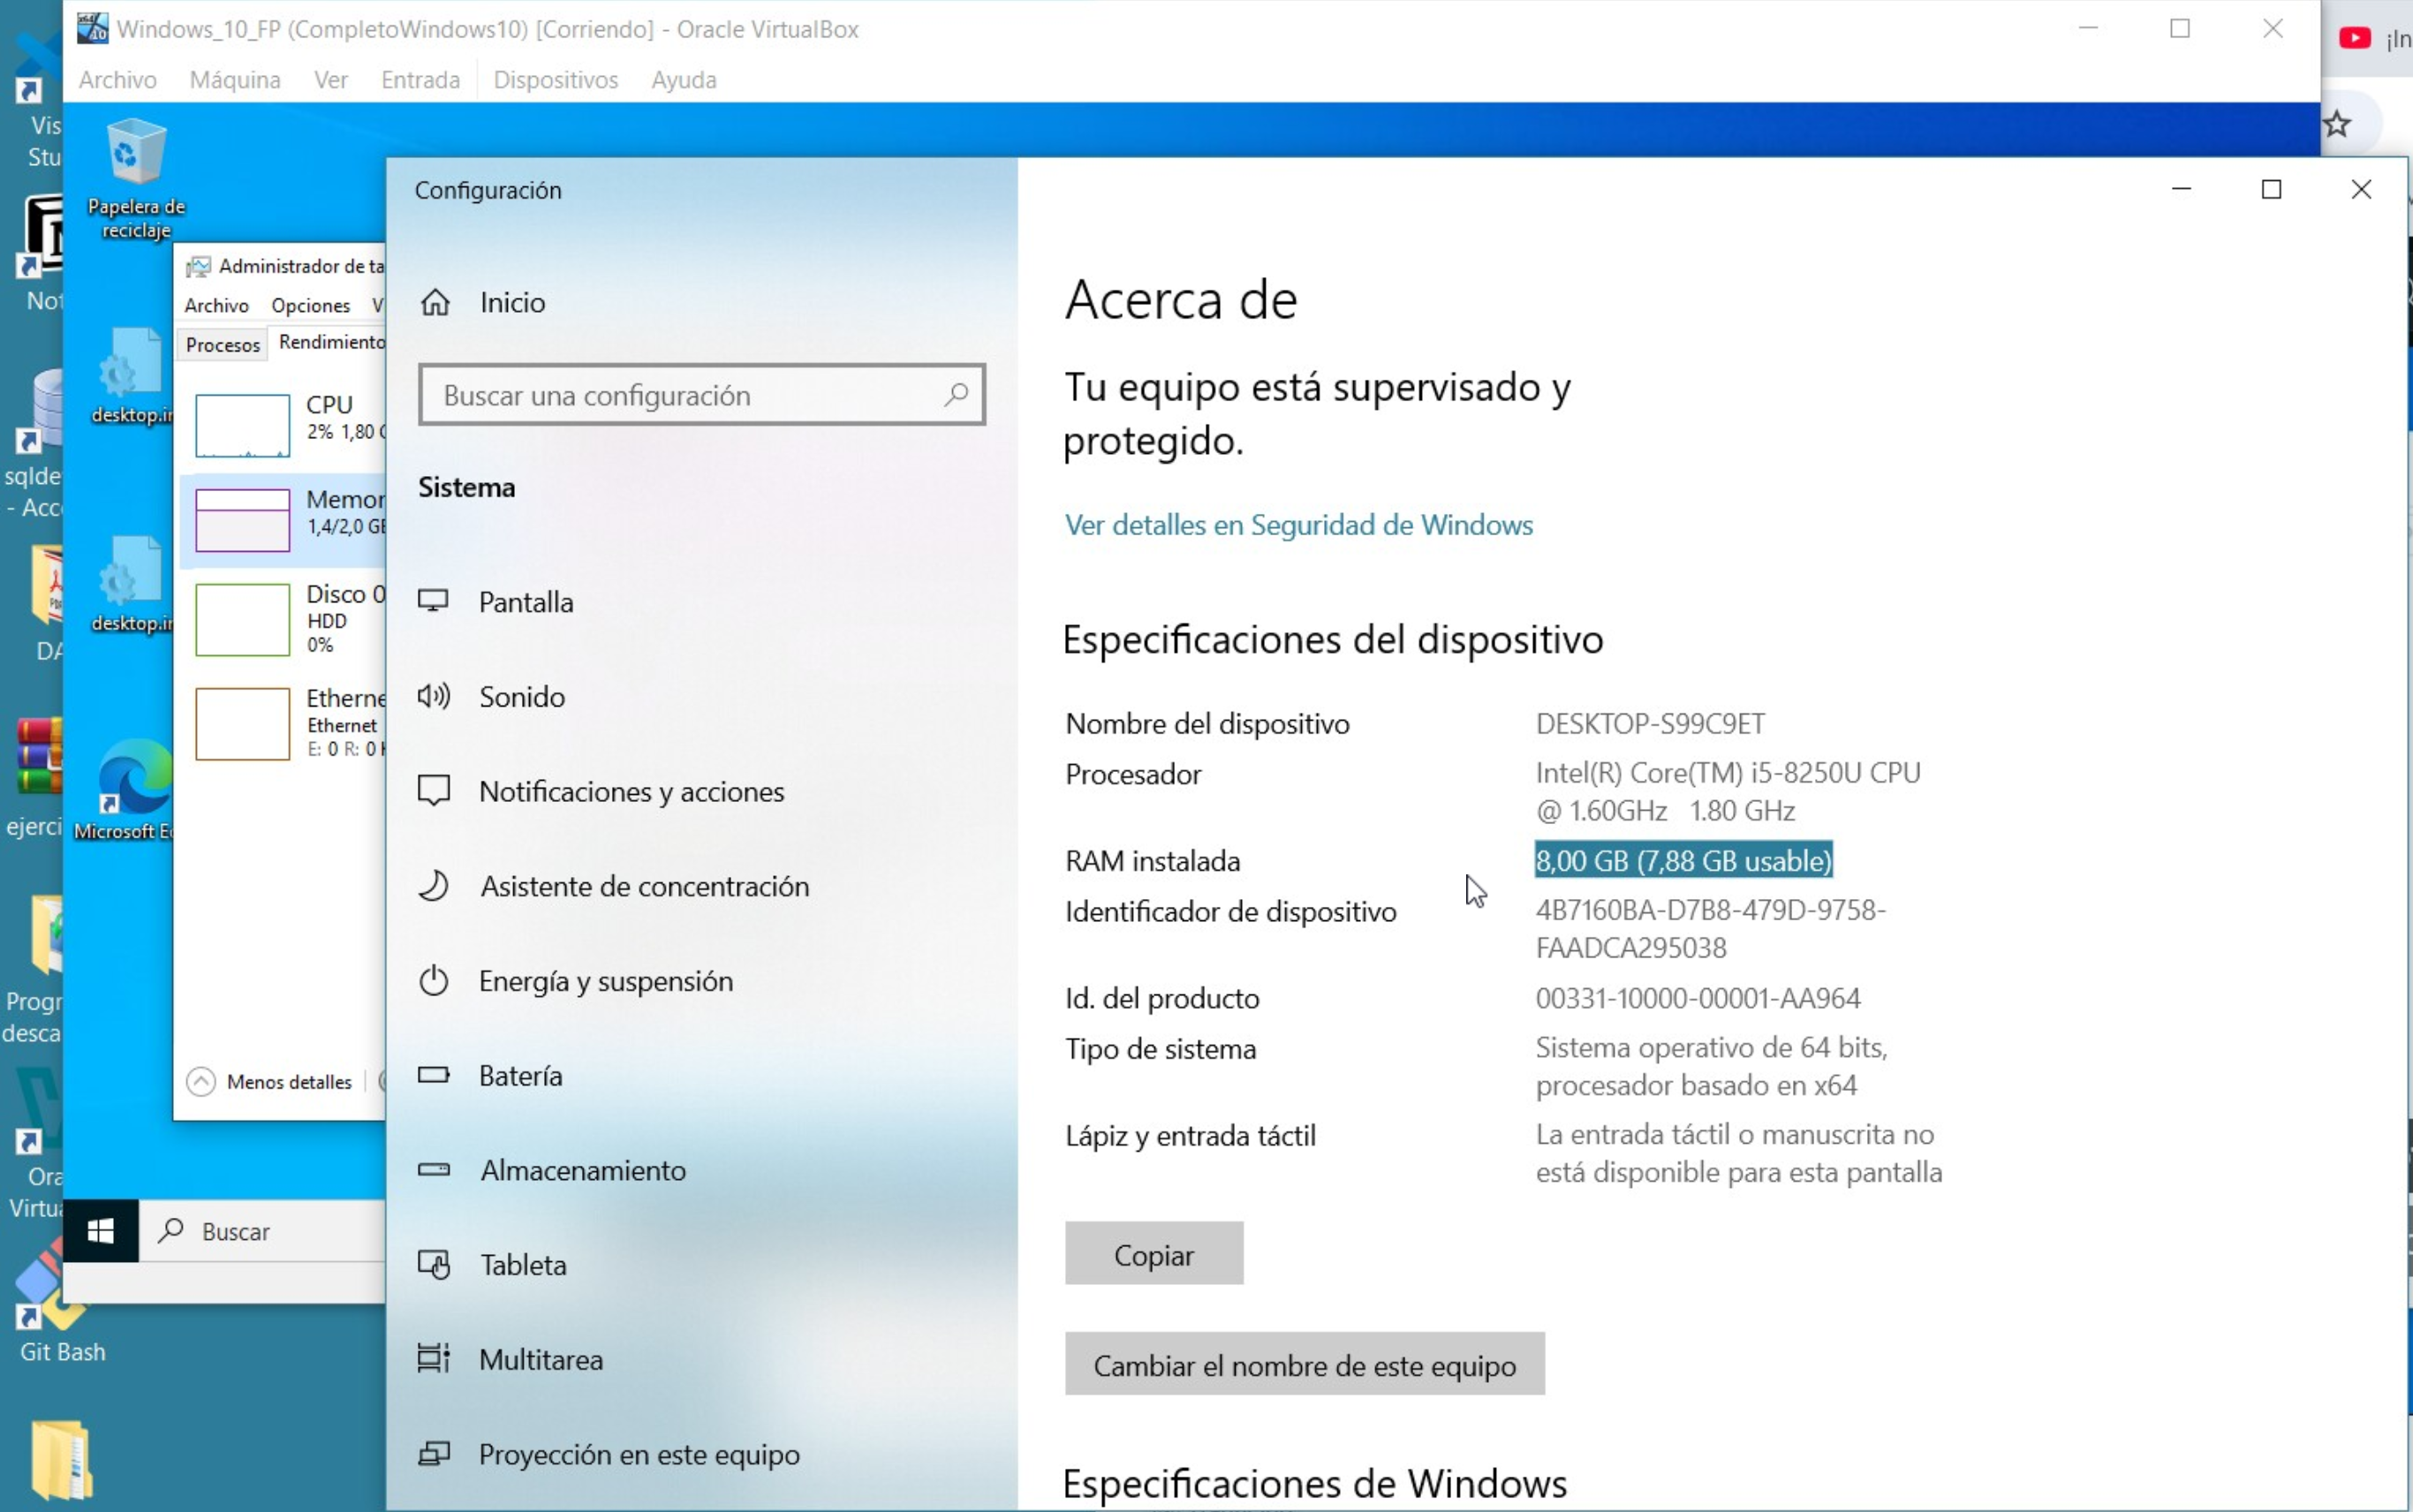 Windows_10_FP (CompletoWindows10) [Corriendo] - Oracle VirtualBox
Archivo Máquina Ver Entrada Dispositivos Ayuda
¡In
Vis
Stu
Not
sqlde
- Acc
DA
ejerci
Progr
desca
Ora
Virtua
Git Bash
Papelera de
reciclaje
desktop.in
desktop.in
Microsoft Ed
Administrador de ta
Archivo Opciones V
Procesos Rendimiento
CPU
2% 1,80 G
Memor
1,4/2,0 GB
Disco 0
HDD
0%
Etherne
Ethernet
E: 0 R: 0 K
Menos detalles
Buscar
Configuración
Inicio
Buscar una configuración
Sistema
Pantalla
Sonido
Notificaciones y acciones
Asistente de concentración
Energía y suspensión
Batería
Almacenamiento
Tableta
Multitarea
Proyección en este equipo
Acerca de
Tu equipo está supervisado y
protegido.
Ver detalles en Seguridad de Windows
Especificaciones del dispositivo
Nombre del dispositivo DESKTOP-S99C9ET
Procesador Intel(R) Core(TM) i5-8250U CPU
@ 1.60GHz 1.80 GHz
RAM instalada 8,00 GB (7,88 GB usable)
Identificador de dispositivo 4B7160BA-D7B8-479D-9758-
FAADCA295038
Id. del producto 00331-10000-00001-AA964
Tipo de sistema Sistema operativo de 64 bits,
procesador basado en x64
Lápiz y entrada táctil La entrada táctil o manuscrita no
está disponible para esta pantalla
Copiar
Cambiar el nombre de este equipo
Especificaciones de Windows